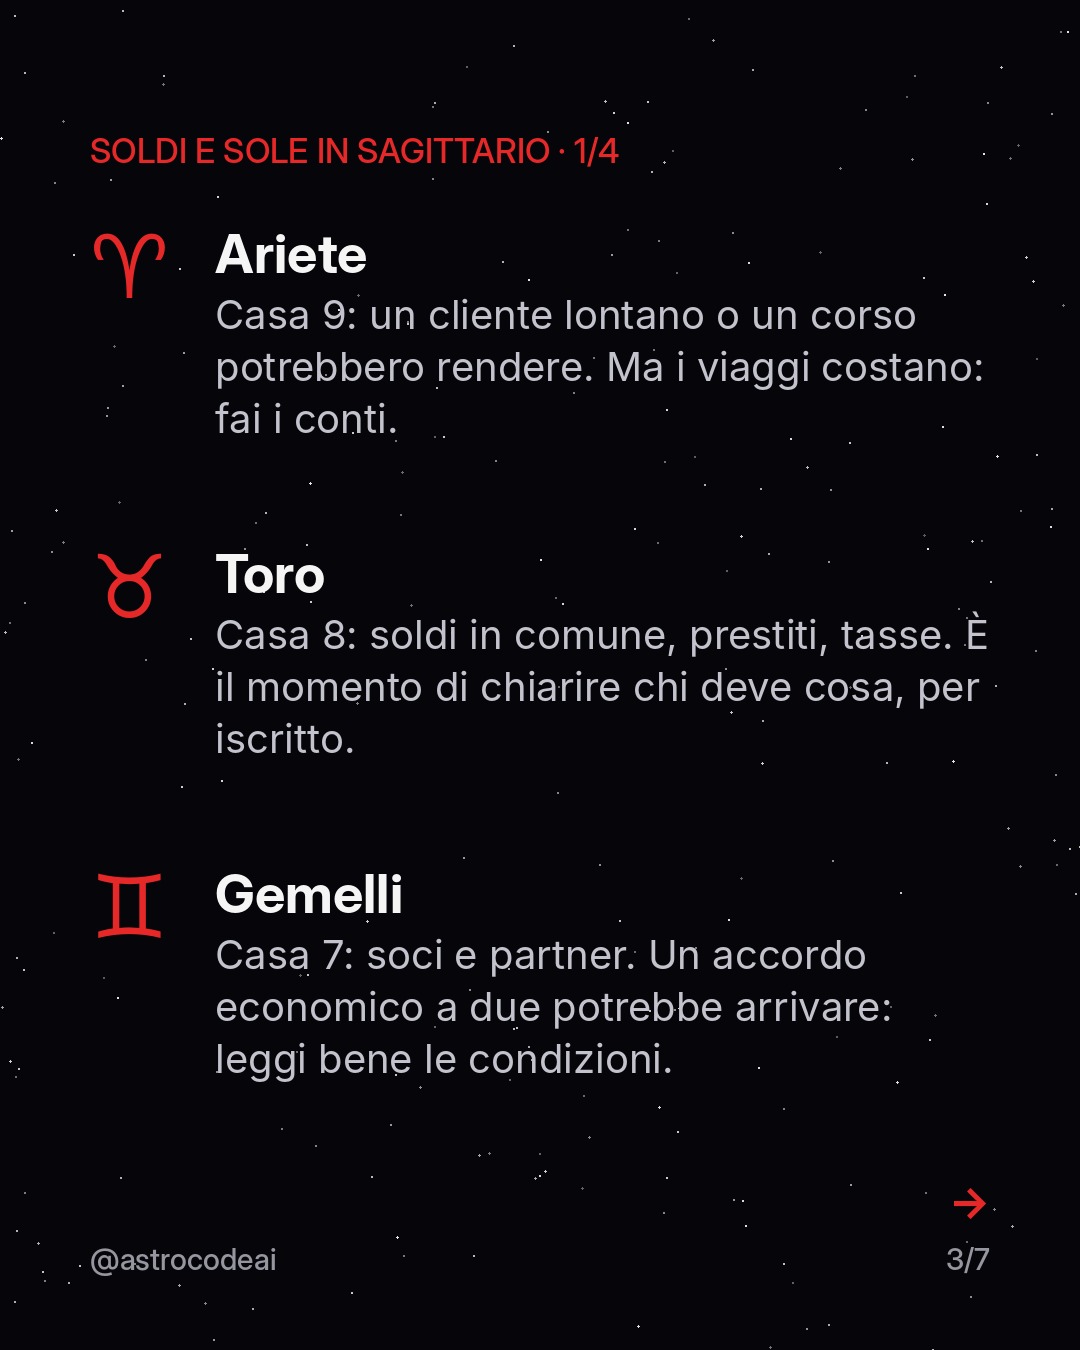 SOLDI E SOLE IN SAGITTARIO · 1/4
♈ Ariete
Casa 9: un cliente lontano o un corso
potrebbero rendere. Ma i viaggi costano:
fai i conti.
♉ Toro
Casa 8: soldi in comune, prestiti, tasse. È
il momento di chiarire chi deve cosa, per
iscritto.
♊ Gemelli
Casa 7: soci e partner. Un accordo
economico a due potrebbe arrivare:
leggi bene le condizioni.
→
@astrocodeai
3/7